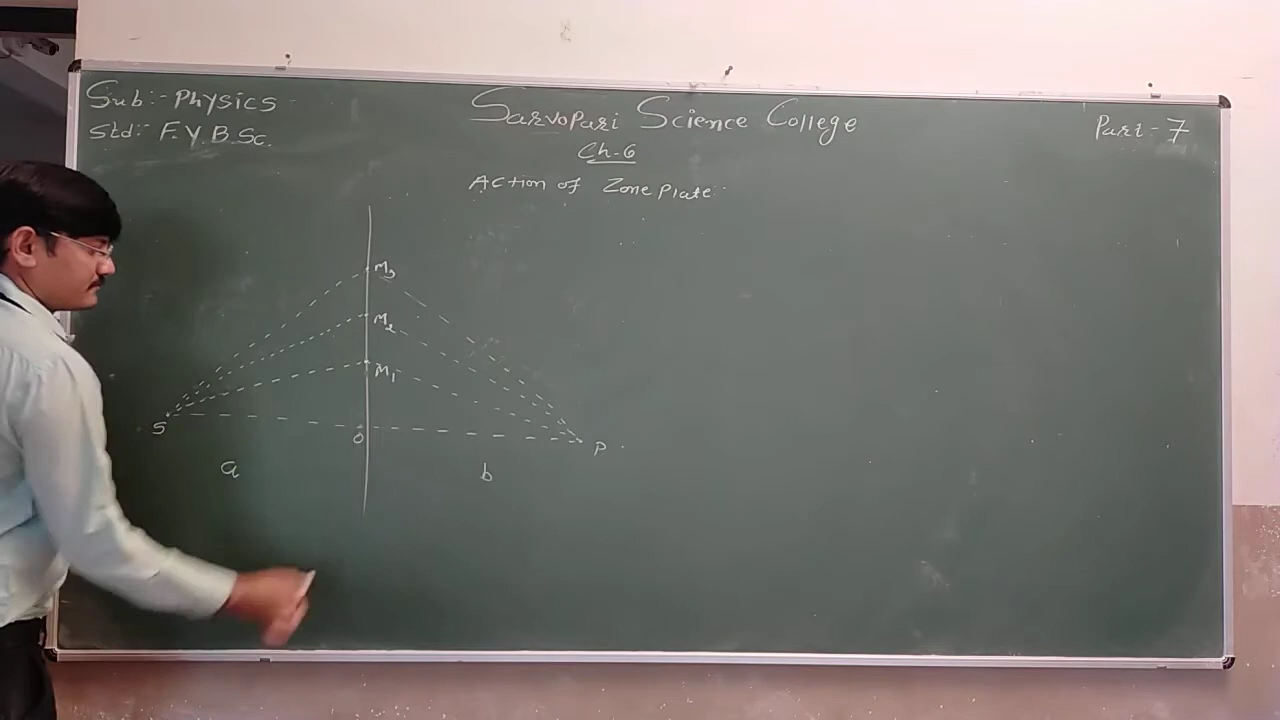 Sub:- Physics
Std:- F.Y.B.Sc.
Sarvopari Science College
Part-7
Ch-6
Action of Zone Plate:-
M3
M2
M1
S
O
P
a
b